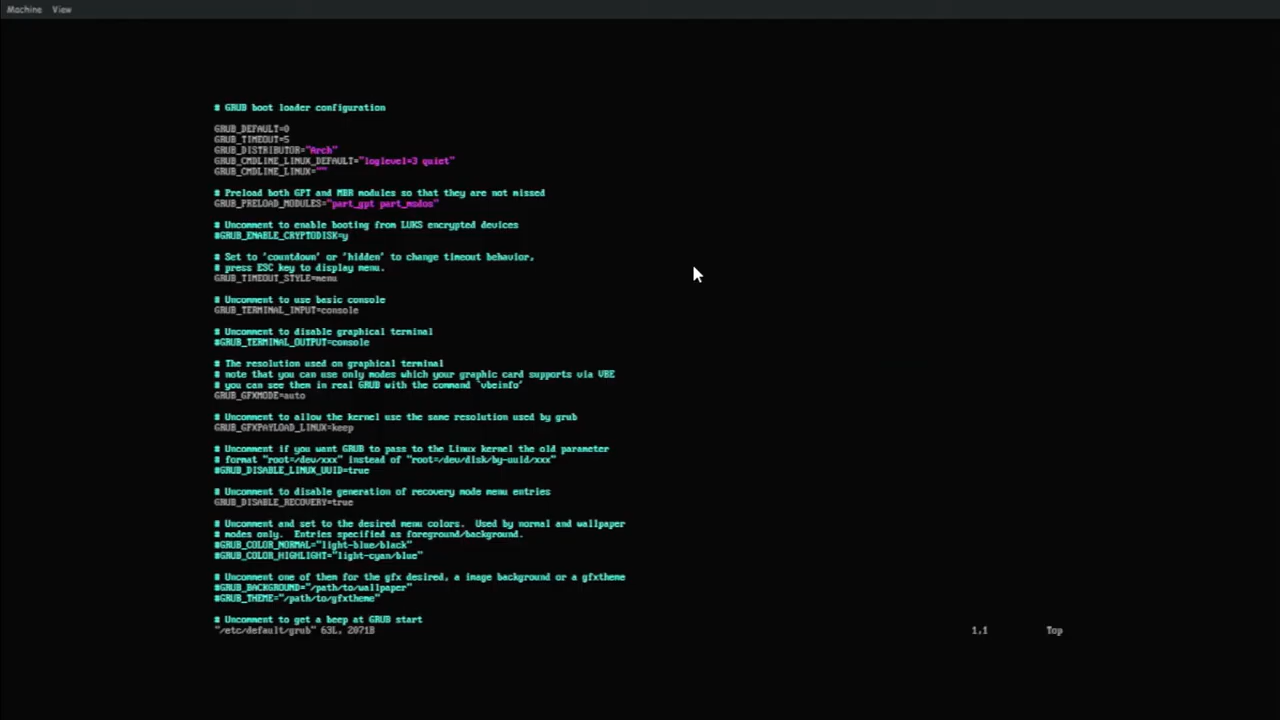 Machine View
# GRUB boot loader configuration
GRUB_DEFAULT=0
GRUB_TIMEOUT=5
GRUB_DISTRIBUTOR="Arch"
GRUB_CMDLINE_LINUX_DEFAULT="loglevel=3 quiet"
GRUB_CMDLINE_LINUX=""
# Preload both GPT and MBR modules so that they are not missed
GRUB_PRELOAD_MODULES="part_gpt part_msdos"
# Uncomment to enable booting from LUKS encrypted devices
#GRUB_ENABLE_CRYPTODISK=y
# Set to 'countdown' or 'hidden' to change timeout behavior,
# press ESC key to display menu.
GRUB_TIMEOUT_STYLE=menu
# Uncomment to use basic console
GRUB_TERMINAL_INPUT=console
# Uncomment to disable graphical terminal
#GRUB_TERMINAL_OUTPUT=console
# The resolution used on graphical terminal
# note that you can use only modes which your graphic card supports via VBE
# you can see them in real GRUB with the command `vbeinfo'
GRUB_GFXMODE=auto
# Uncomment to allow the kernel use the same resolution used by grub
GRUB_GFXPAYLOAD_LINUX=keep
# Uncomment if you want GRUB to pass to the Linux kernel the old parameter
# format "root=/dev/xxx" instead of "root=/dev/disk/by-uuid/xxx"
#GRUB_DISABLE_LINUX_UUID=true
# Uncomment to disable generation of recovery mode menu entries
GRUB_DISABLE_RECOVERY=true
# Uncomment and set to the desired menu colors.  Used by normal and wallpaper
# modes only.  Entries specified as foreground/background.
#GRUB_COLOR_NORMAL="light-blue/black"
#GRUB_COLOR_HIGHLIGHT="light-cyan/blue"
# Uncomment one of them for the gfx desired, a image background or a gfxtheme
#GRUB_BACKGROUND="/path/to/wallpaper"
#GRUB_THEME="/path/to/gfxtheme"
# Uncomment to get a beep at GRUB start
"/etc/default/grub" 63L, 2071B 1,1 Top